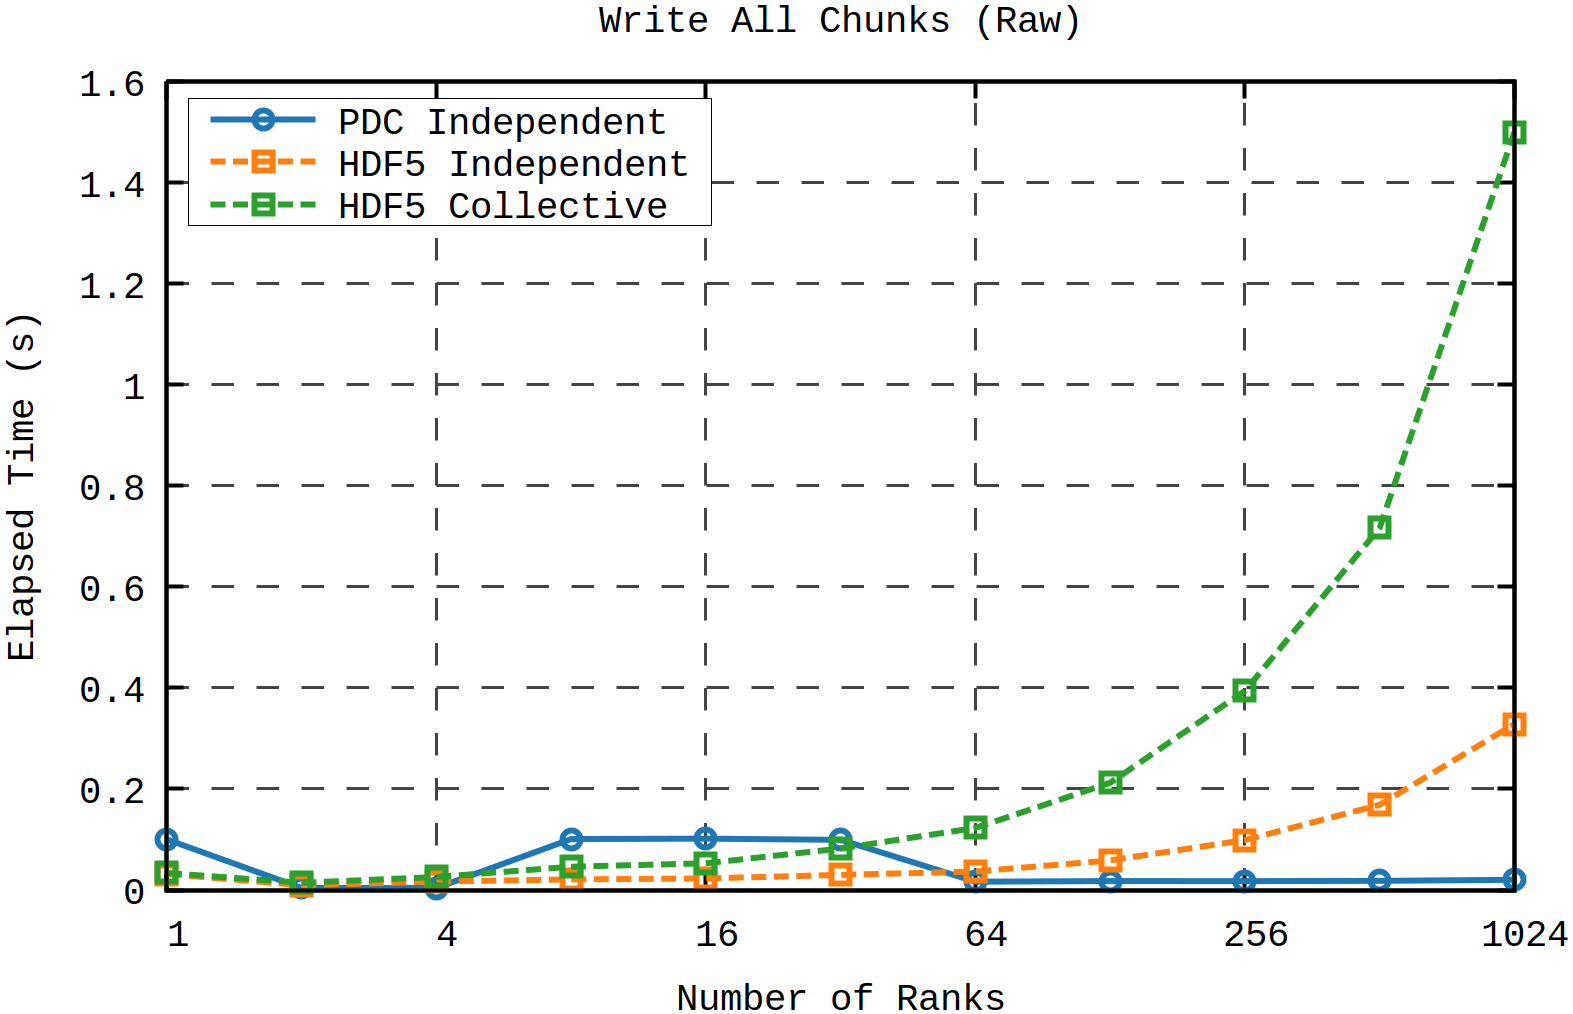 Write All Chunks (Raw)
1.6
1.4
1.2
1
0.8
0.6
0.4
0.2
0
Elapsed Time (s)
PDC Independent
HDF5 Independent
HDF5 Collective
1 4 16 64 256 1024
Number of Ranks